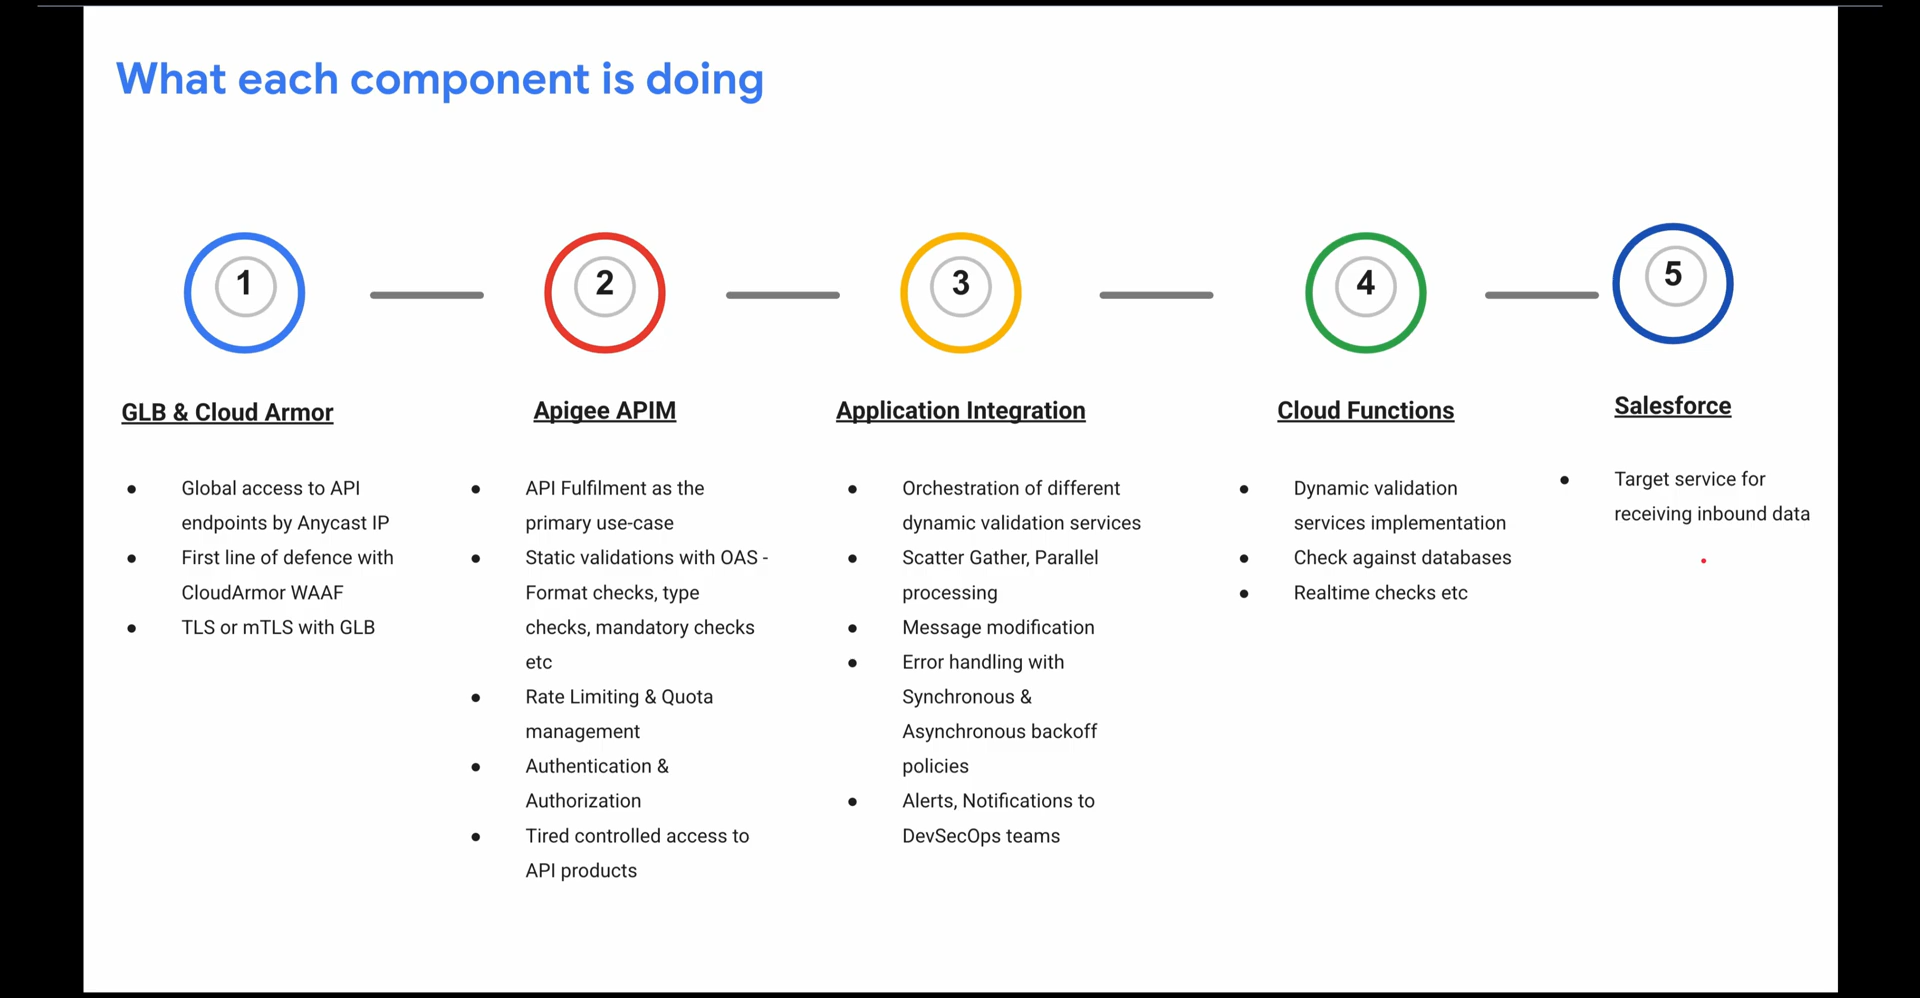 What each component is doing
1
2
3
4
5
GLB & Cloud Armor
● Global access to API
endpoints by Anycast IP
● First line of defence with
CloudArmor WAAF
● TLS or mTLS with GLB
Apigee APIM
● API Fulfilment as the
primary use-case
● Static validations with OAS -
Format checks, type
checks, mandatory checks
etc
● Rate Limiting & Quota
management
● Authentication &
Authorization
● Tired controlled access to
API products
Application Integration
● Orchestration of different
dynamic validation services
● Scatter Gather, Parallel
processing
● Message modification
● Error handling with
Synchronous &
Asynchronous backoff
policies
● Alerts, Notifications to
DevSecOps teams
Cloud Functions
● Dynamic validation
services implementation
● Check against databases
● Realtime checks etc
Salesforce
● Target service for
receiving inbound data